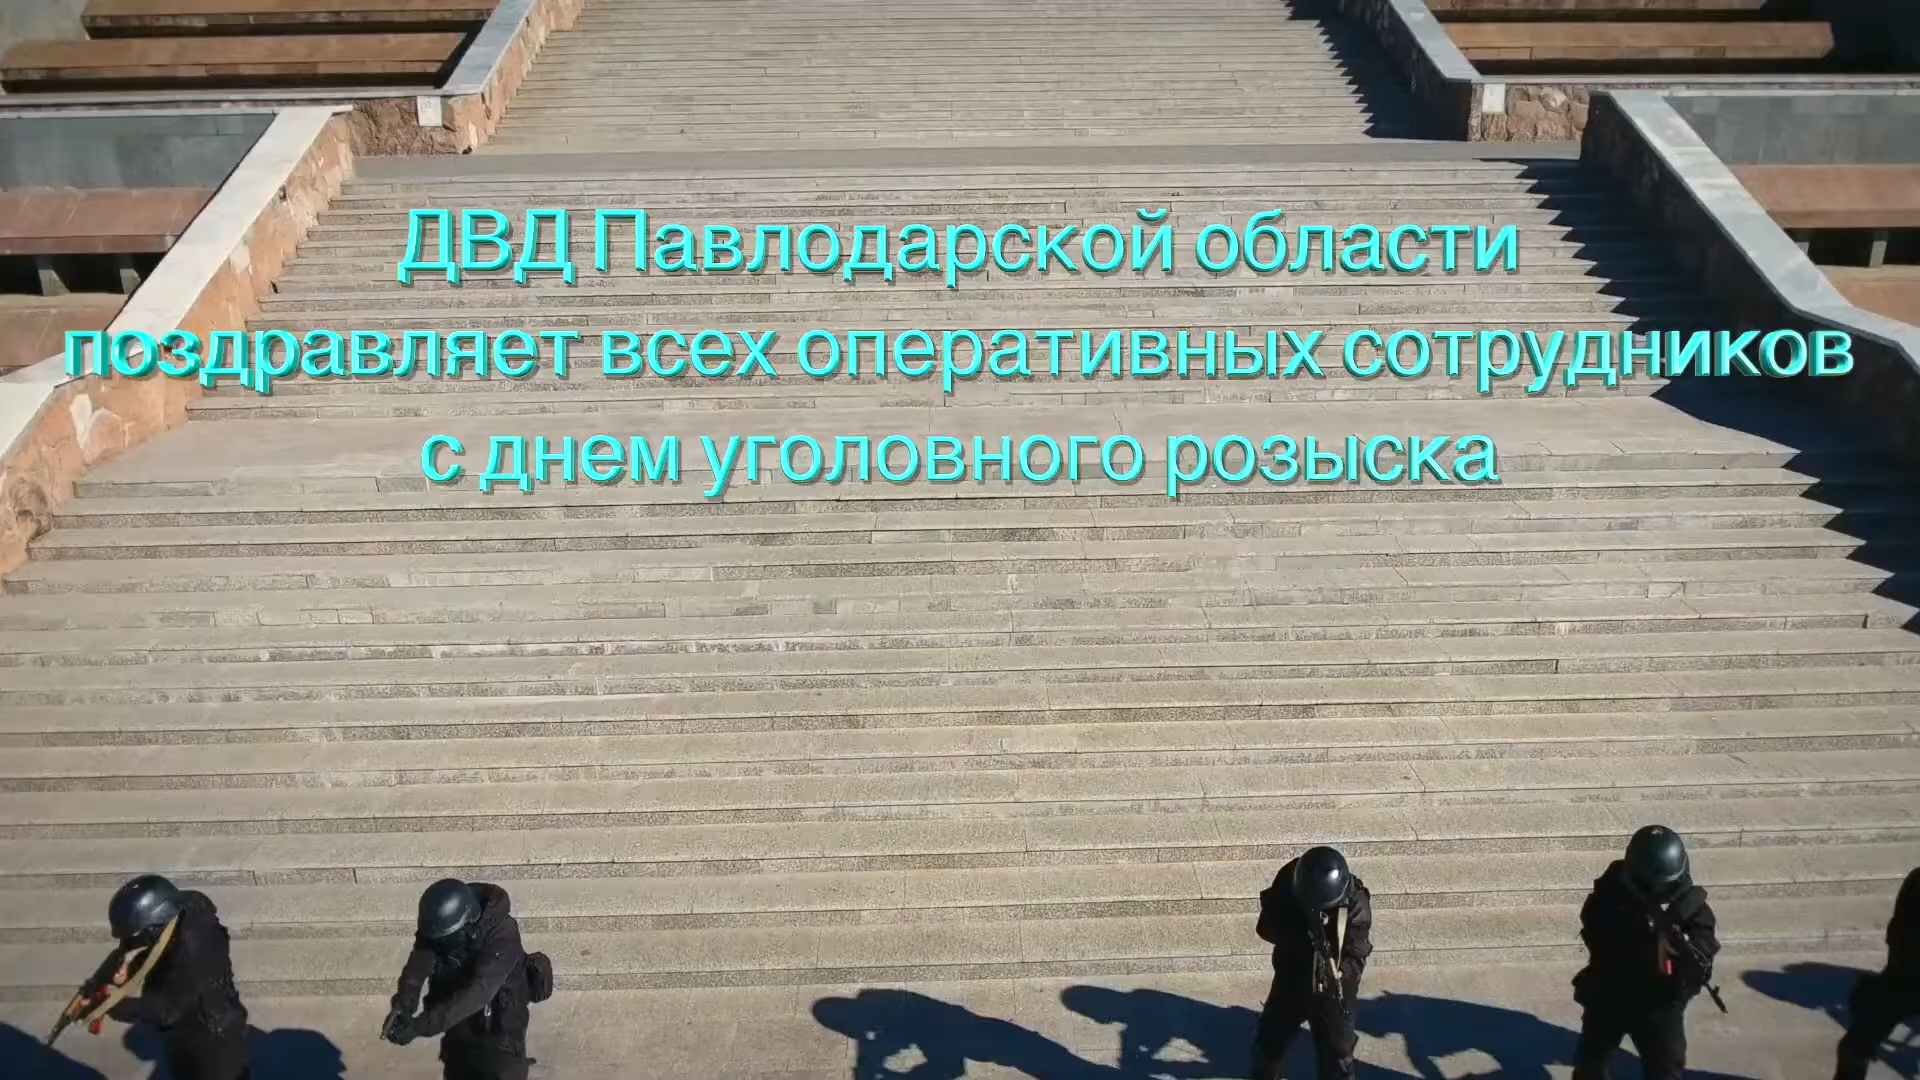 ДВД Павлодарской области
поздравляет всех оперативных сотрудников
с днем уголовного розыска